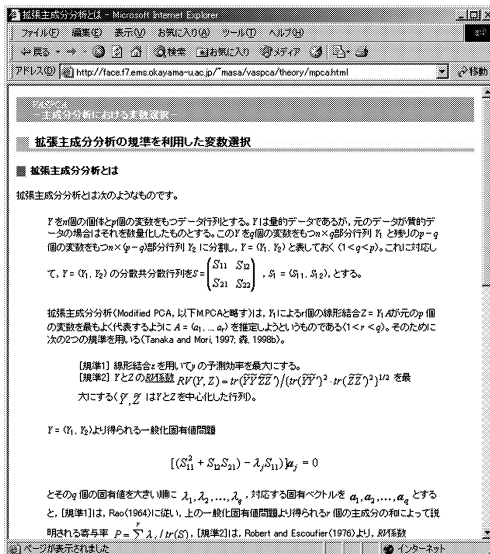 拡張主成分分析とは - Microsoft Internet Explorer
ファイル(F) 編集(E) 表示(V) お気に入り(A) ツール(T) ヘルプ(H)
戻る 検索 お気に入り メディア
アドレス(D) http://face.f7.ems.okayama-u.ac.jp/~masa/vaspca/theory/mpca.html 移動
VASPCA
－主成分分析における変数選択－
拡張主成分分析の規準を利用した変数選択
拡張主成分分析とは
拡張主成分分析とは次のようなものです。
Yをn個の個体とp個の変数をもつデータ行列とする。Yは量的データであるが、元のデータが質的デ
ータの場合はそれを数量化したものとする。このYをq個の変数をもつn×q部分行列 Y₁ と残りのp－q
個の変数をもつn×(p－q)部分行列 Y₂ に分割し、Y = (Y₁, Y₂) と表しておく(1<q<p)。これに対応し
て、Y = (Y₁, Y₂) の分散共分散行列をS = (S₁₁ S₁₂
S₂₁ S₂₂) , S₁ = (S₁₁, S₁₂)、とする。
拡張主成分分析(Modified PCA, 以下M.PCAと略す)は、Y₁によるr個の線形結合Z = Y₁Aが元のp 個
の変数を最もよく代表するように A = (a₁, ..., aᵣ) を推定しようというものである(1<r<q)。そのために
次の2つの規準を用いる(Tanaka and Mori, 1997; 森, 1998b)。
[規準1] 線形結合z を用いてy の予測効率を最大にする。
[規準2] YとZ のRV係数 RV(Y, Z) = tr(ỸỸ'Z̃Z̃')/(tr(ỸỸ')²・tr(Z̃Z̃')²)^1/2 を最
大にする(Ỹ, Z̃ はYとZを中心化した行列)。
Y = (Y₁, Y₂)より得られる一般化固有値問題
[(S₁₁² + S₁₂S₂₁) − λⱼS₁₁)]aⱼ = 0
とそのq 個の固有値を大きい順に λ₁, λ₂, ..., λq , 対応する固有ベクトルを a₁, a₂, ..., aq とする
と、[規準1]は、Rao(1964)に従い、上の一般化固有値問題より得られるr 個の主成分の和によって説
明される寄与率 P = Σ λⱼ / tr(S)、[規準2]は、Robert and Escoufier(1976)より、RV係数
ページが表示されました インターネット